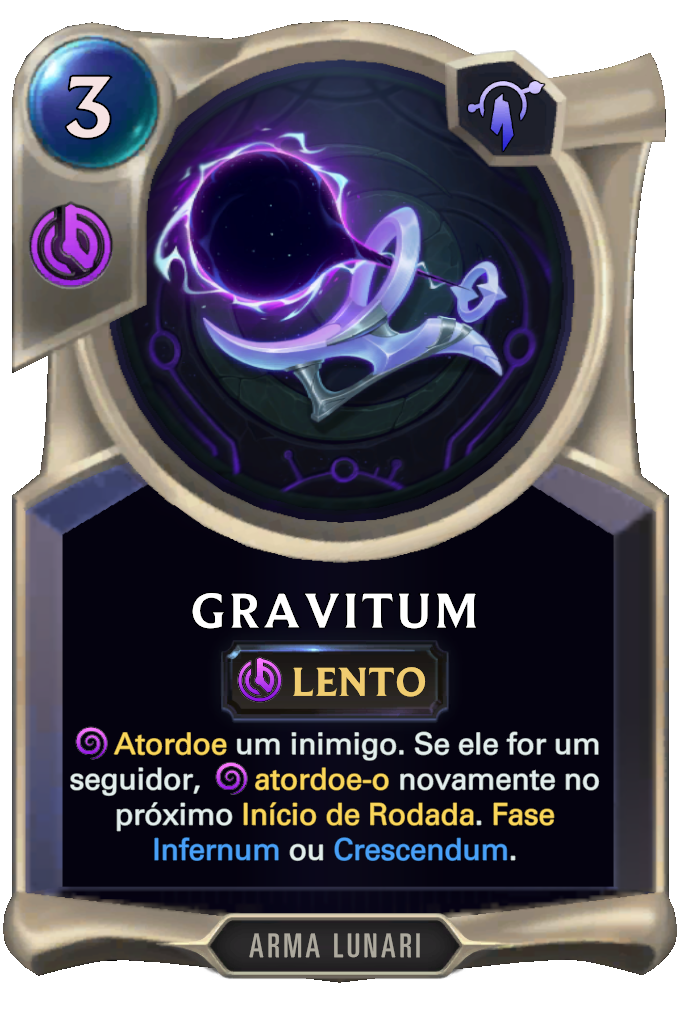 3
GRAVITUM
LENTO
Atordoe um inimigo. Se ele for um
seguidor, atordoe-o novamente no
próximo Início de Rodada. Fase
Infernum ou Crescendum.
ARMA LUNARI